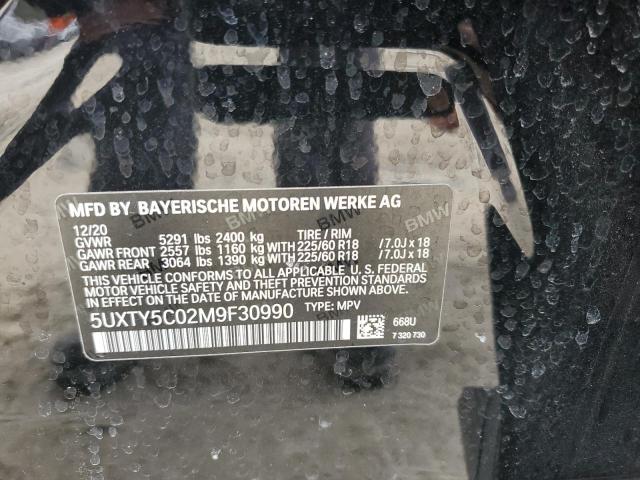 MFD BY BAYERISCHE MOTOREN WERKE AG
12/20
GVWR 5291 lbs 2400 kg TIRE / RIM
GAWR FRONT 2557 lbs 1160 kg WITH 225/60 R18 /7.0J x 18
GAWR REAR 3064 lbs 1390 kg WITH 225/60 R18 /7.0J x 18
THIS VEHICLE CONFORMS TO ALL APPLICABLE U. S. FEDERAL
MOTOR VEHICLE SAFETY AND THEFT PREVENTION STANDARDS
IN EFFECT ON THE DATE OF MANUFACTURE SHOWN ABOVE.
5UXTY5C02M9F30990 TYPE: MPV
668U
7 320 730